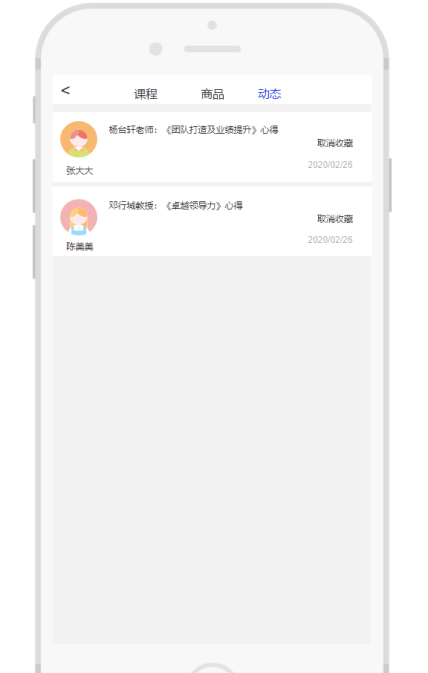 < 课程 商品 动态
杨台轩老师：《团队打造及业绩提升》心得
取消收藏
2020/02/26
张大大
邓行域教授：《卓越领导力》心得
取消收藏
2020/02/26
陈美美